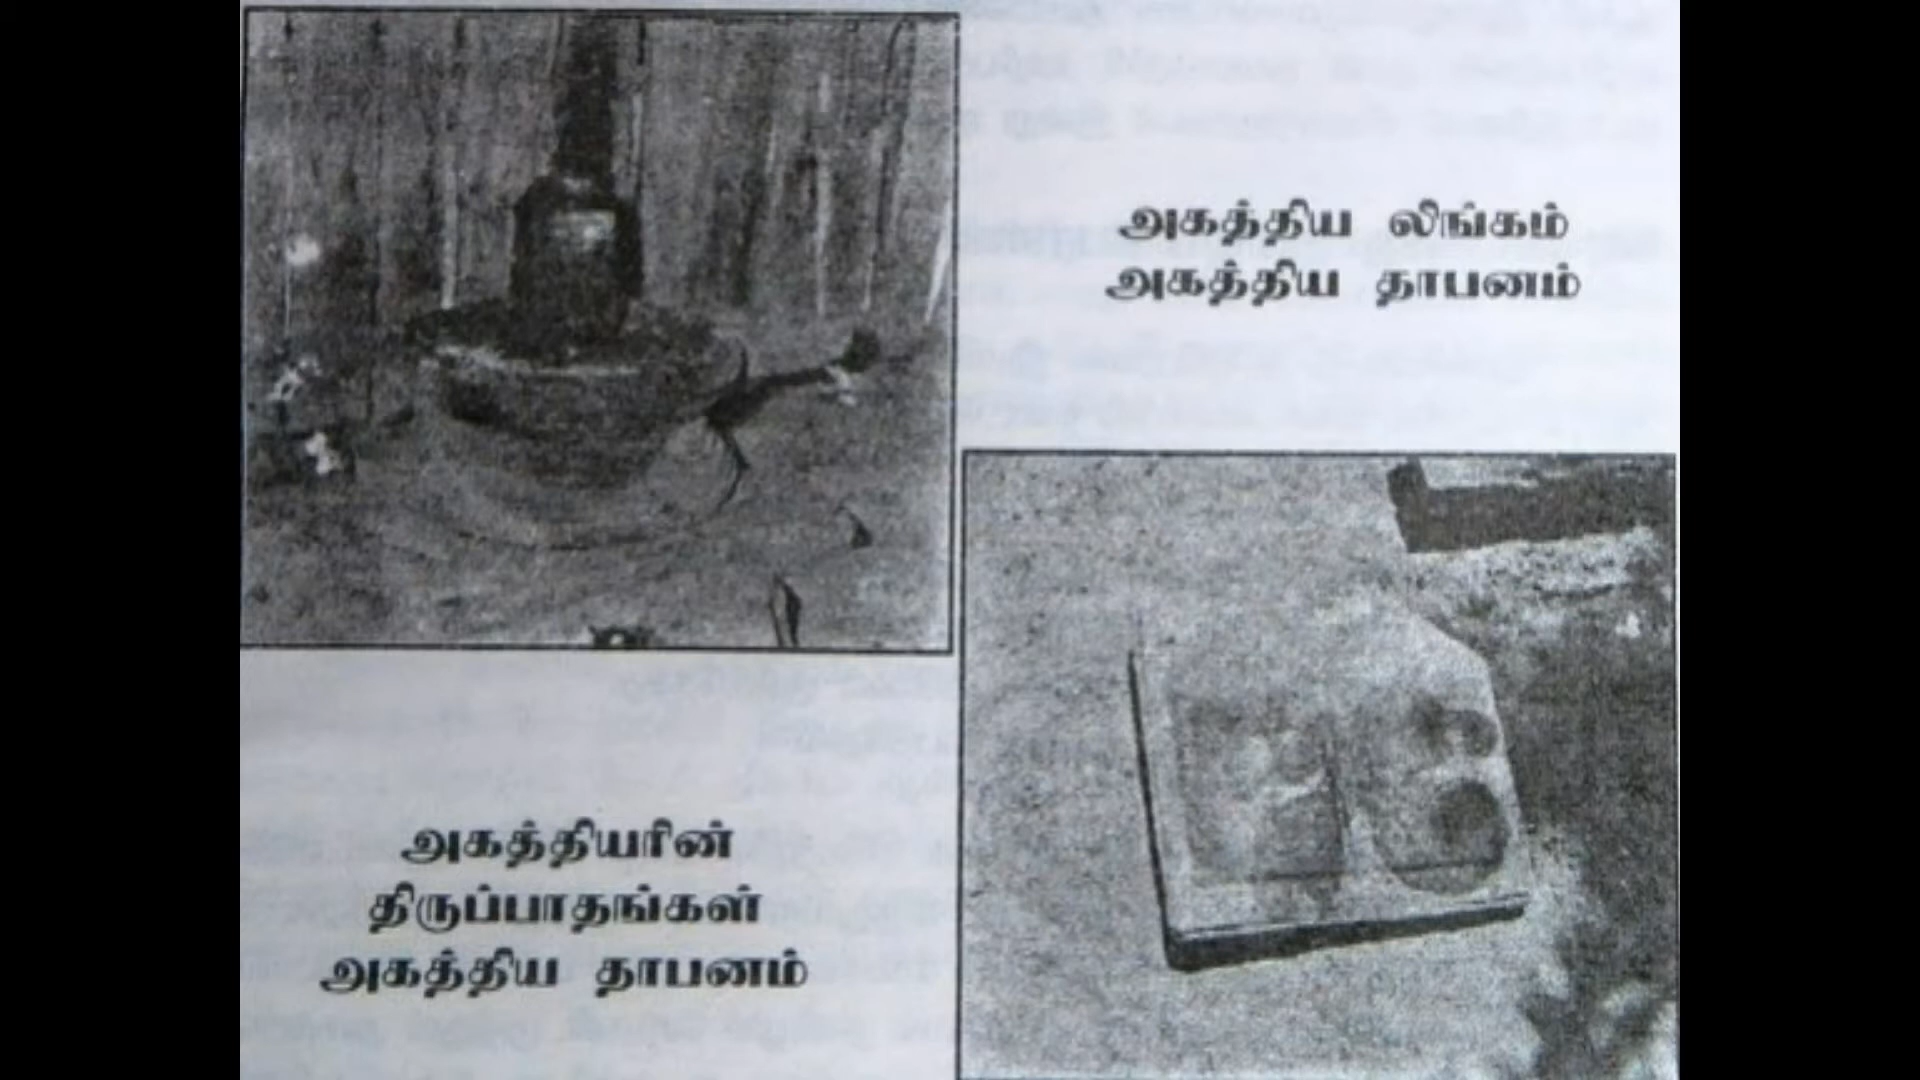 அகத்திய லிங்கம்
அகத்திய தாபனம்
அகத்தியரின்
திருப்பாதங்கள்
அகத்திய தாபனம்